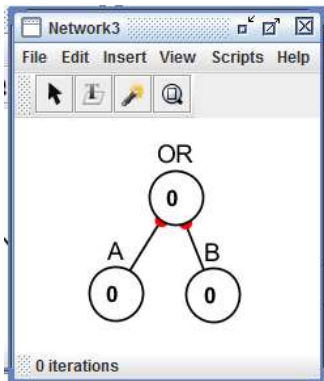 Network3
File Edit Insert View Scripts Help
OR
0
A B
0 0
0 iterations